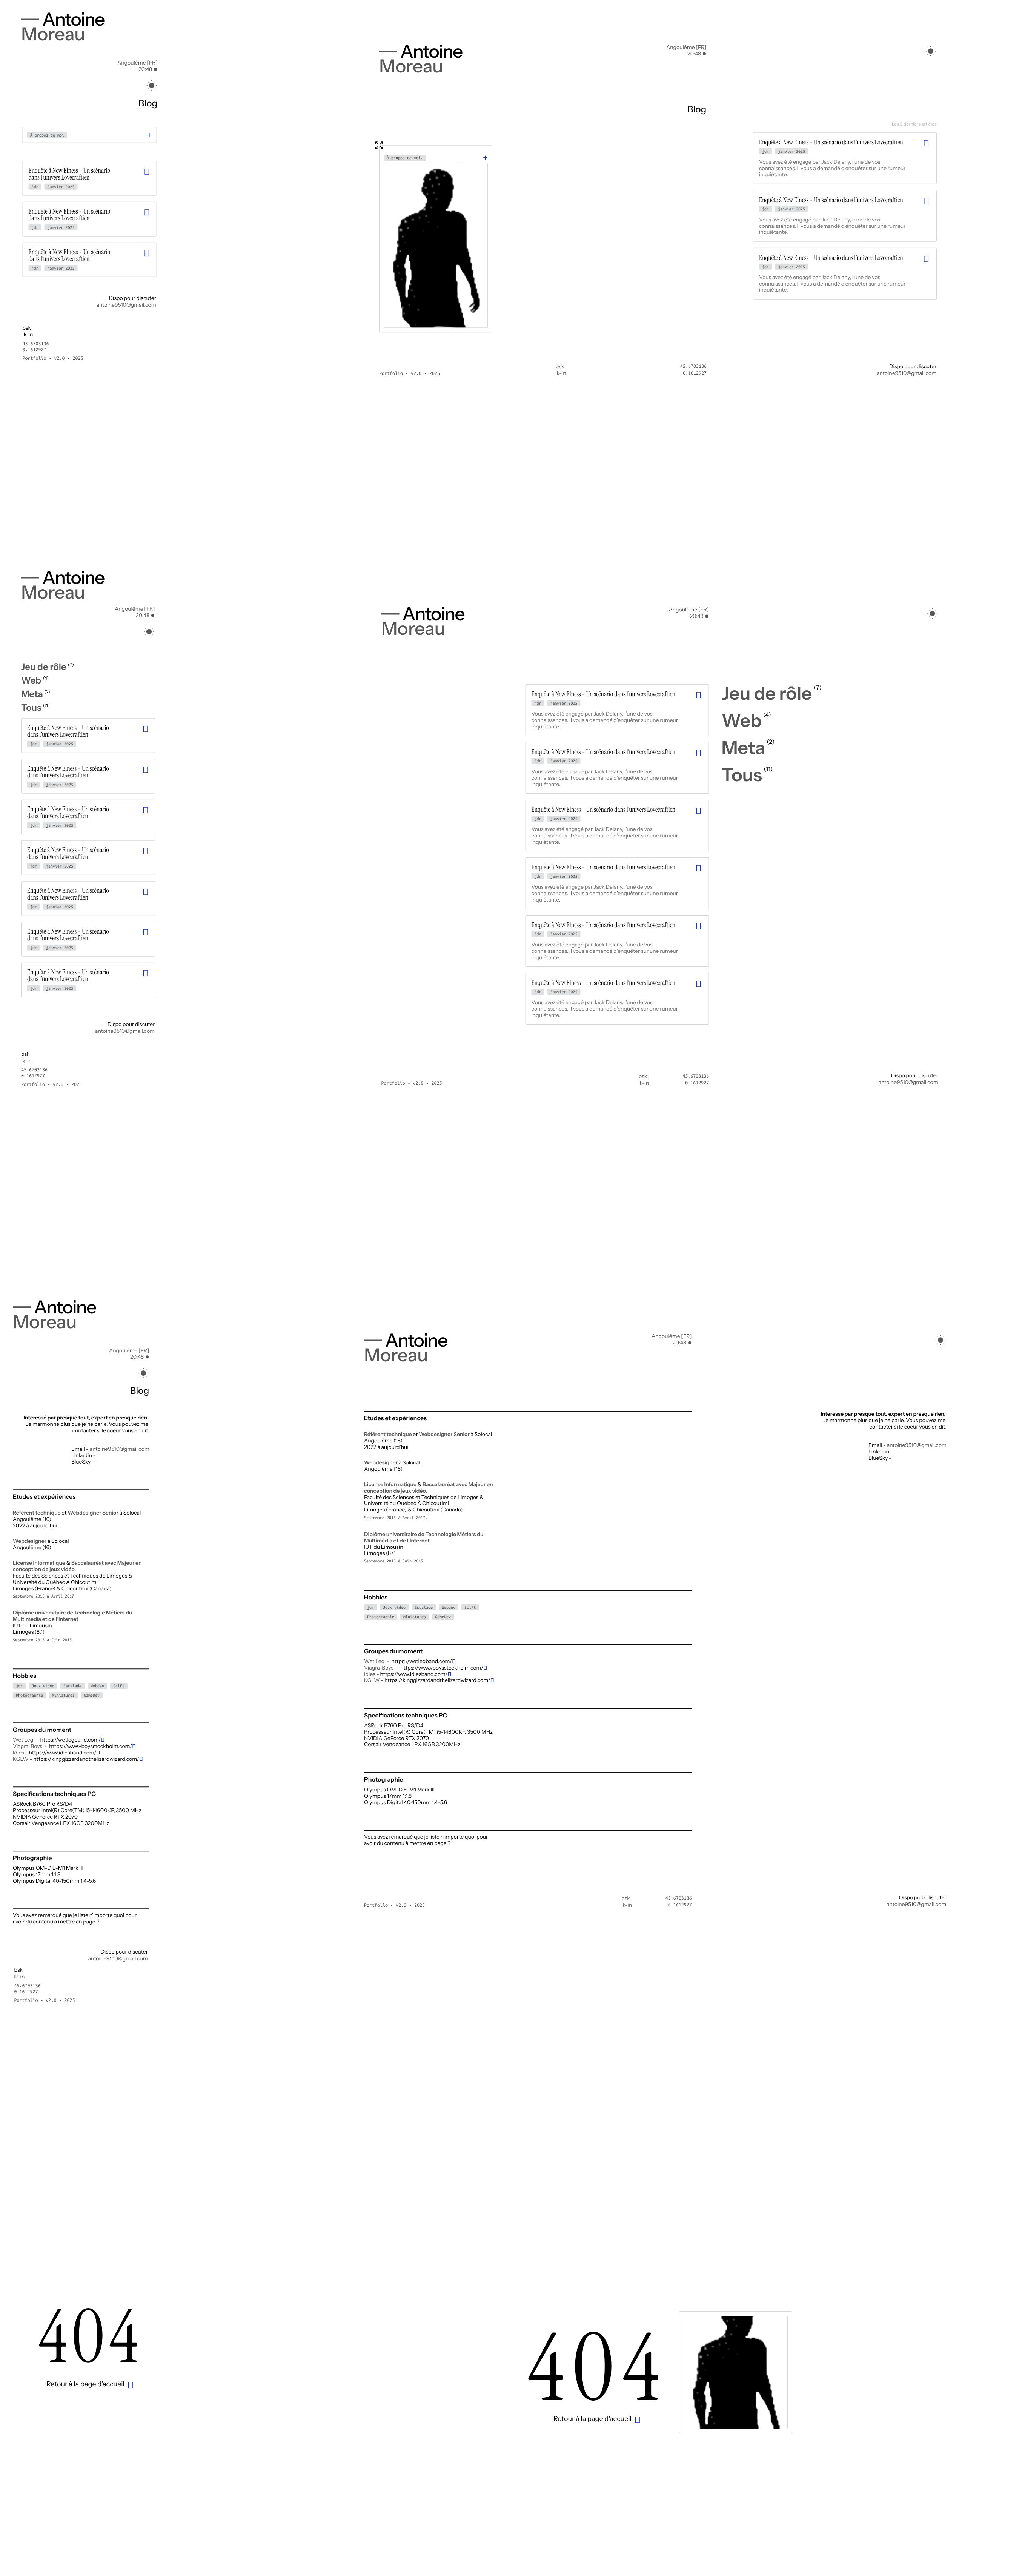 — Antoine
Moreau
Angoulême [FR]
20:48
Blog
À propos de moi
+
Enquête à New Elness - Un scénario
dans l'univers Lovecraftien
jdr janvier 2025
Enquête à New Elness - Un scénario
dans l'univers Lovecraftien
jdr janvier 2025
Enquête à New Elness - Un scénario
dans l'univers Lovecraftien
jdr janvier 2025
Dispo pour discuter
antoine9510@gmail.com
bsk
lk-in
45.6703136
0.1612927
Portfolio - v2.0 - 2025
— Antoine
Moreau
Angoulême [FR]
20:48
Blog
À propos de moi.
+
Enquête à New Elness - Un scénario dans l'univers Lovecraftien
jdr janvier 2025
Vous avez été engagé par Jack Delany, l'une de vos
connaissances. Il vous a demandé d'enquêter sur une rumeur
inquiétante.
Enquête à New Elness - Un scénario dans l'univers Lovecraftien
jdr janvier 2025
Vous avez été engagé par Jack Delany, l'une de vos
connaissances. Il vous a demandé d'enquêter sur une rumeur
inquiétante.
Enquête à New Elness - Un scénario dans l'univers Lovecraftien
jdr janvier 2025
Vous avez été engagé par Jack Delany, l'une de vos
connaissances. Il vous a demandé d'enquêter sur une rumeur
inquiétante.
Portfolio - v2.0 - 2025
bsk
lk-in
45.6703136
0.1612927
Dispo pour discuter
antoine9510@gmail.com
— Antoine
Moreau
Angoulême [FR]
20:48
Jeu de rôle (7)
Web (4)
Meta (2)
Tous (11)
Enquête à New Elness - Un scénario
dans l'univers Lovecraftien
jdr janvier 2025
Enquête à New Elness - Un scénario
dans l'univers Lovecraftien
jdr janvier 2025
Enquête à New Elness - Un scénario
dans l'univers Lovecraftien
jdr janvier 2025
Enquête à New Elness - Un scénario
dans l'univers Lovecraftien
jdr janvier 2025
Enquête à New Elness - Un scénario
dans l'univers Lovecraftien
jdr janvier 2025
Enquête à New Elness - Un scénario
dans l'univers Lovecraftien
jdr janvier 2025
Enquête à New Elness - Un scénario
dans l'univers Lovecraftien
jdr janvier 2025
Dispo pour discuter
antoine9510@gmail.com
bsk
lk-in
45.6703136
0.1612927
Portfolio - v2.0 - 2025
— Antoine
Moreau
Angoulême [FR]
20:48
Enquête à New Elness - Un scénario dans l'univers Lovecraftien
jdr janvier 2025
Vous avez été engagé par Jack Delany, l'une de vos
connaissances. Il vous a demandé d'enquêter sur une rumeur
inquiétante.
Enquête à New Elness - Un scénario dans l'univers Lovecraftien
jdr janvier 2025
Vous avez été engagé par Jack Delany, l'une de vos
connaissances. Il vous a demandé d'enquêter sur une rumeur
inquiétante.
Enquête à New Elness - Un scénario dans l'univers Lovecraftien
jdr janvier 2025
Vous avez été engagé par Jack Delany, l'une de vos
connaissances. Il vous a demandé d'enquêter sur une rumeur
inquiétante.
Enquête à New Elness - Un scénario dans l'univers Lovecraftien
jdr janvier 2025
Vous avez été engagé par Jack Delany, l'une de vos
connaissances. Il vous a demandé d'enquêter sur une rumeur
inquiétante.
Enquête à New Elness - Un scénario dans l'univers Lovecraftien
jdr janvier 2025
Vous avez été engagé par Jack Delany, l'une de vos
connaissances. Il vous a demandé d'enquêter sur une rumeur
inquiétante.
Enquête à New Elness - Un scénario dans l'univers Lovecraftien
jdr janvier 2025
Vous avez été engagé par Jack Delany, l'une de vos
connaissances. Il vous a demandé d'enquêter sur une rumeur
inquiétante.
Jeu de rôle (7)
Web (4)
Meta (2)
Tous (11)
Portfolio - v2.0 - 2025
bsk
lk-in
45.6703136
0.1612927
Dispo pour discuter
antoine9510@gmail.com
— Antoine
Moreau
Angoulême [FR]
20:48
Blog
Interessé par presque tout, expert en presque rien.
Je marmonne plus que je ne parle. Vous pouvez me
contacter si le coeur vous en dit.
Email - antoine9510@gmail.com
Linkedin -
BlueSky -
Etudes et expériences
Référent technique et Webdesigner Senior à Solocal
Angoulême (16)
2022 à aujourd'hui
Webdesigner à Solocal
Angoulême (16)
License Informatique & Baccalauréat avec Majeur en
conception de jeux vidéo.
Faculté des Sciences et Techniques de Limoges &
Université du Québec À Chicoutimi
Limoges (France) & Chicoutimi (Canada)
Septembre 2015 à Avril 2017.
Diplôme universitaire de Technologie Métiers du
Multimédia et de l'Internet
IUT du Limousin
Limoges (87)
Septembre 2013 à Juin 2015.
Hobbies
jdr Jeux vidéo Escalade Webdev SciFi
Photographie Miniatures GameDev
Groupes du moment
Wet Leg - https://wetlegband.com/
Viagra Boys - https://www.vboysstockholm.com/
Idles - https://www.idlesband.com/
KGLW - https://kinggizzardandthelizardwizard.com/
Specifications techniques PC
ASRock B760 Pro RS/D4
Processeur Intel(R) Core(TM) i5-14600KF, 3500 MHz
NVIDIA GeForce RTX 2070
Corsair Vengeance LPX 16GB 3200MHz
Photographie
Olympus OM-D E-M1 Mark III
Olympus 17mm 1:1.8
Olympus Digital 40-150mm 1:4-5.6
Vous avez remarqué que je liste n'importe quoi pour
avoir du contenu à mettre en page ?
Dispo pour discuter
antoine9510@gmail.com
bsk
lk-in
45.6703136
0.1612927
Portfolio - v2.0 - 2025
— Antoine
Moreau
Angoulême [FR]
20:48
Interessé par presque tout, expert en presque rien.
Je marmonne plus que je ne parle. Vous pouvez me
contacter si le coeur vous en dit.
Email - antoine9510@gmail.com
Linkedin -
BlueSky -
Etudes et expériences
Référent technique et Webdesigner Senior à Solocal
Angoulême (16)
2022 à aujourd'hui
Webdesigner à Solocal
Angoulême (16)
License Informatique & Baccalauréat avec Majeur en
conception de jeux vidéo.
Faculté des Sciences et Techniques de Limoges &
Université du Québec À Chicoutimi
Limoges (France) & Chicoutimi (Canada)
Septembre 2015 à Avril 2017.
Diplôme universitaire de Technologie Métiers du
Multimédia et de l'Internet
IUT du Limousin
Limoges (87)
Septembre 2013 à Juin 2015.
Hobbies
jdr Jeux vidéo Escalade Webdev SciFi
Photographie Miniatures GameDev
Groupes du moment
Wet Leg - https://wetlegband.com/
Viagra Boys - https://www.vboysstockholm.com/
Idles - https://www.idlesband.com/
KGLW - https://kinggizzardandthelizardwizard.com/
Specifications techniques PC
ASRock B760 Pro RS/D4
Processeur Intel(R) Core(TM) i5-14600KF, 3500 MHz
NVIDIA GeForce RTX 2070
Corsair Vengeance LPX 16GB 3200MHz
Photographie
Olympus OM-D E-M1 Mark III
Olympus 17mm 1:1.8
Olympus Digital 40-150mm 1:4-5.6
Vous avez remarqué que je liste n'importe quoi pour
avoir du contenu à mettre en page ?
Portfolio - v2.0 - 2025
bsk
lk-in
45.6703136
0.1612927
Dispo pour discuter
antoine9510@gmail.com
404
Retour à la page d'accueil
404
Retour à la page d'accueil